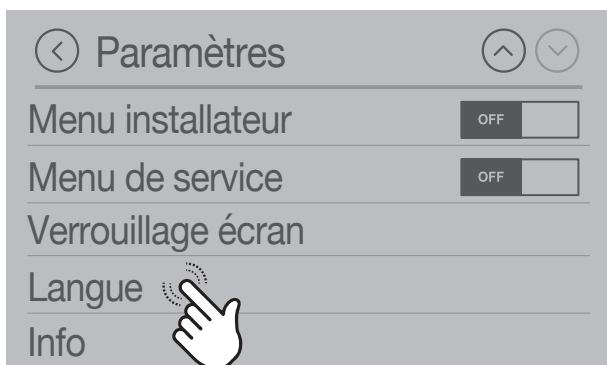 Paramètres
Menu installateur OFF
Menu de service OFF
Verrouillage écran
Langue
Info